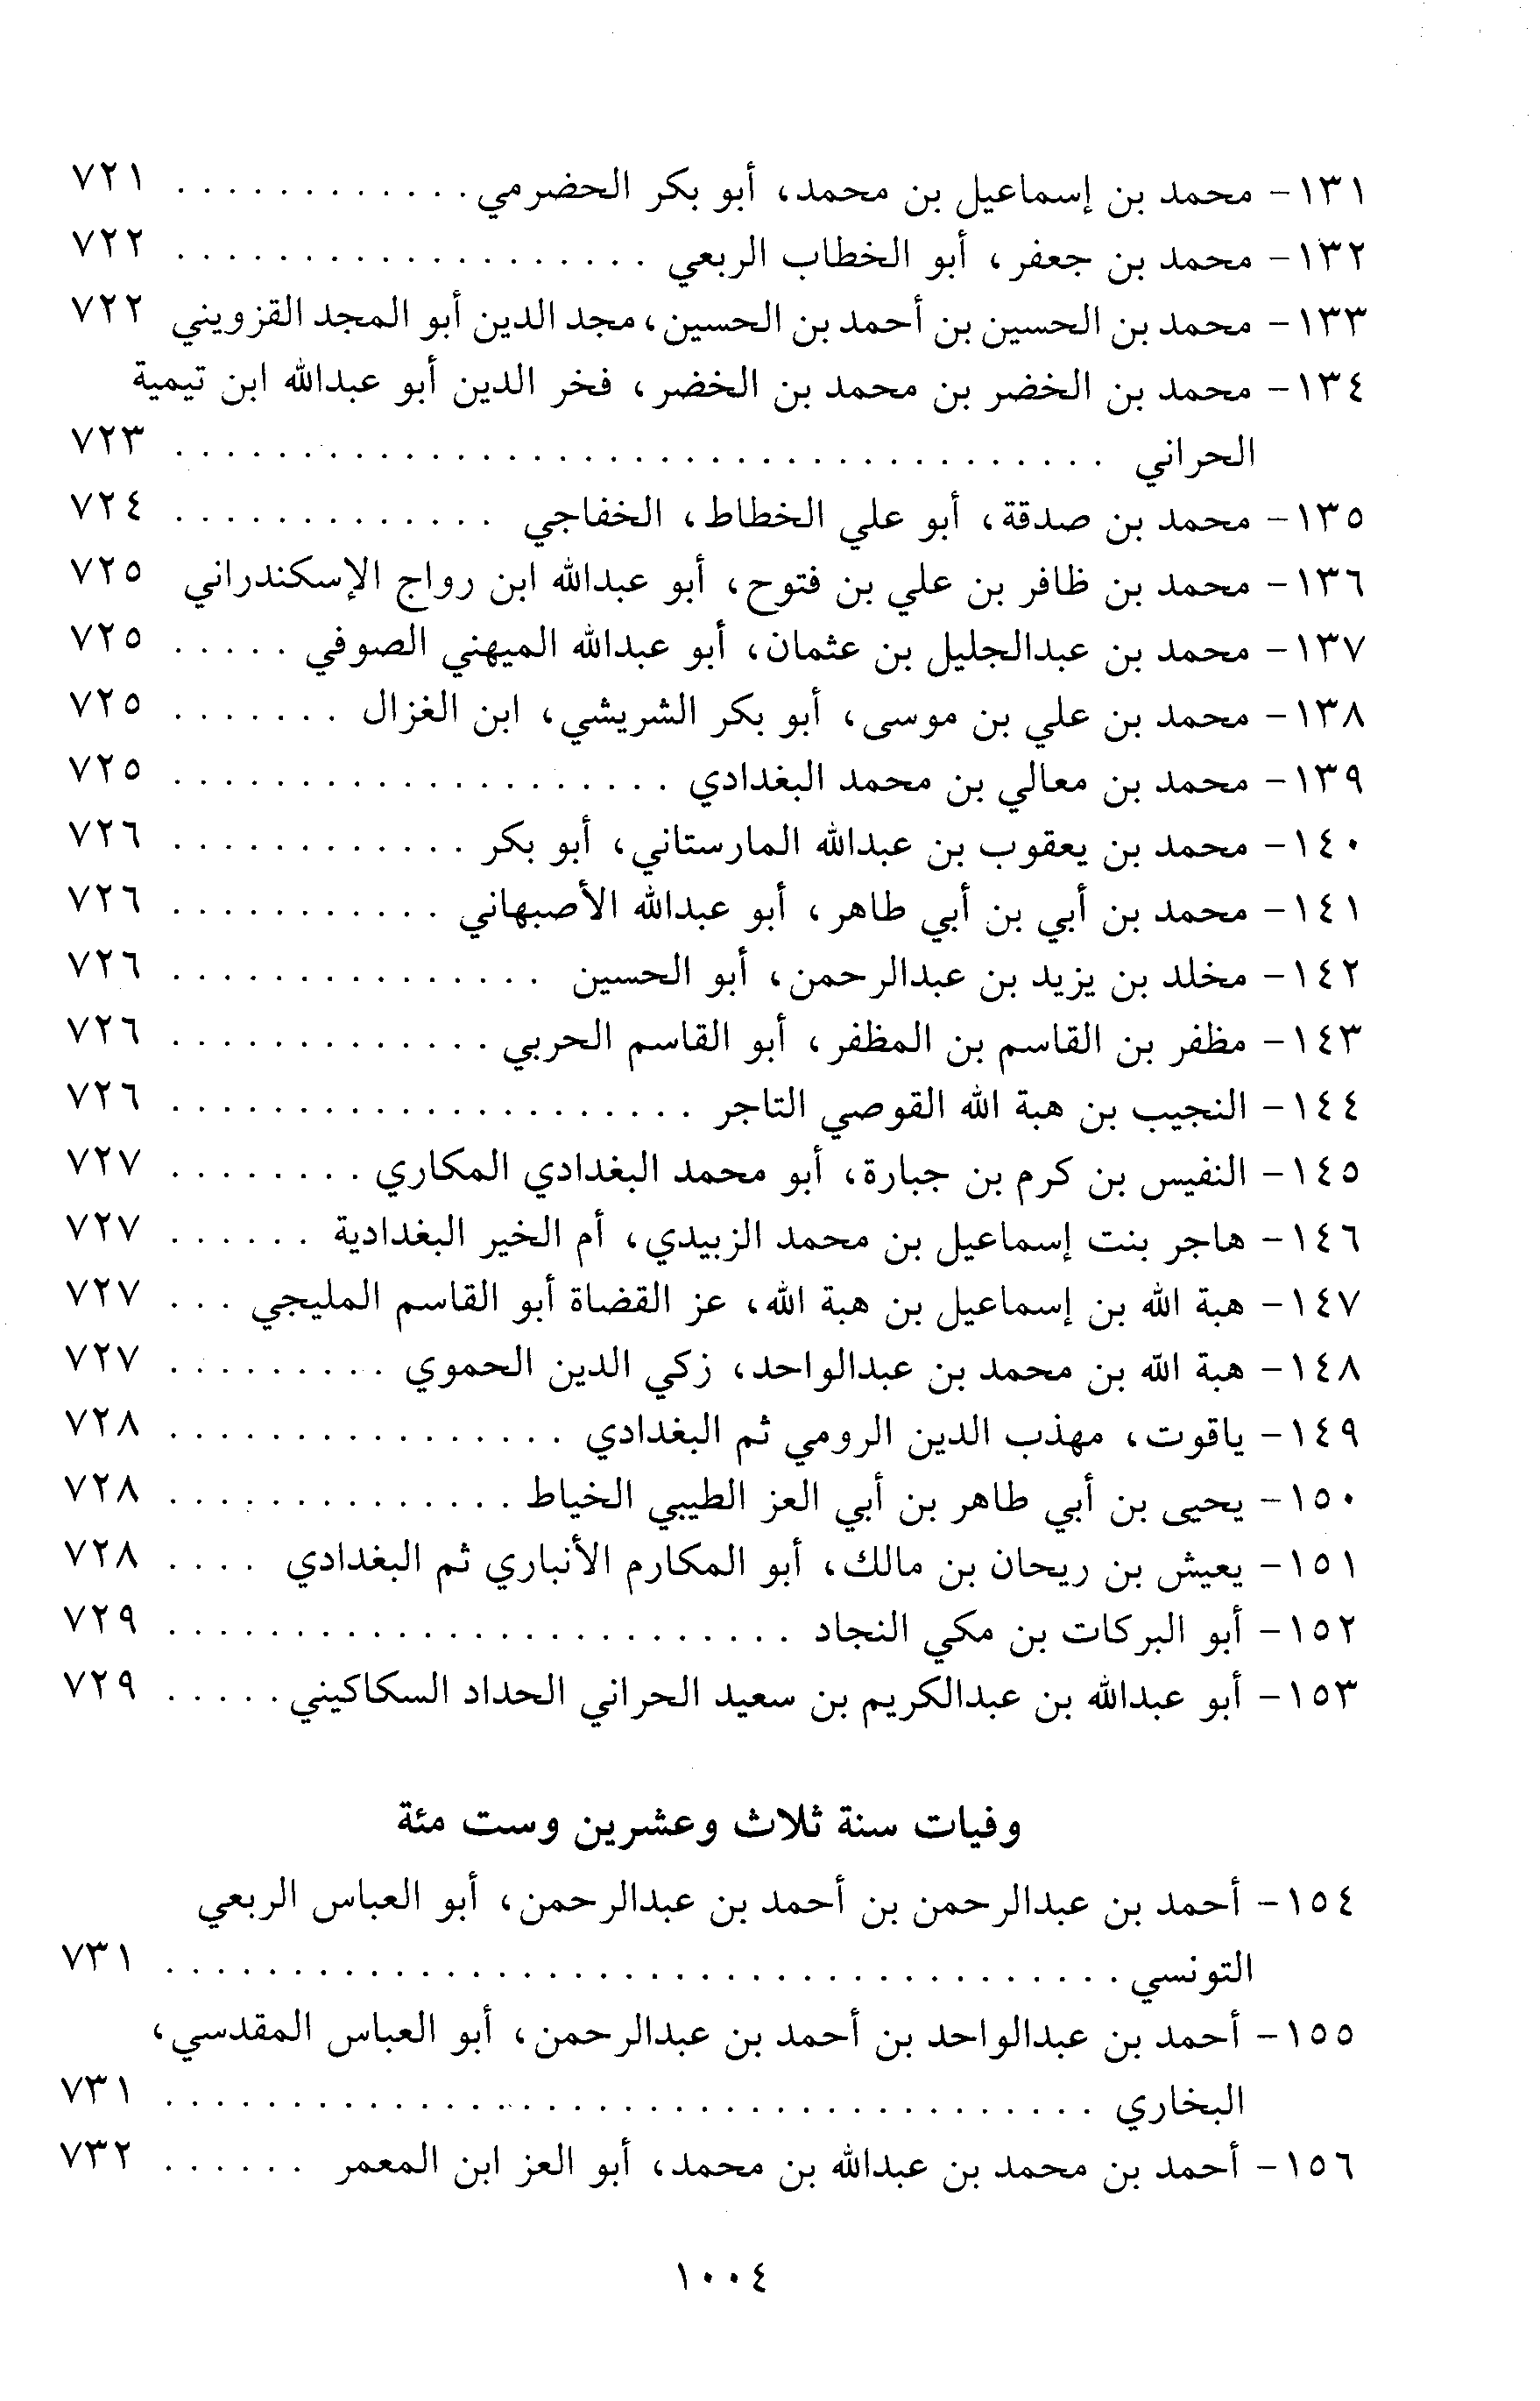 ١٣١- محمد بن إسماعيل بن محمد، أبو بكر الحضرمي . . . . . . . . . . . . ٧٢١
١٣٢- محمد بن جعفر، أبو الخطاب الربعي . . . . . . . . . . . . . . . . . . . ٧٢٢
١٣٣- محمد بن الحسين بن أحمد بن الحسين، مجد الدين أبو المجد القزويني ٧٢٢
١٣٤- محمد بن الخضر بن محمد بن الخضر، فخر الدين أبو عبدالله ابن تيمية
الحراني . . . . . . . . . . . . . . . . . . . . . . . . . . . . . . . . . . . . . ٧٢٣
١٣٥- محمد بن صدقة، أبو علي الخطاط، الخفاجي . . . . . . . . . . . . . ٧٢٤
١٣٦- محمد بن ظافر بن علي بن فتوح، أبو عبدالله ابن رواج الإسكندراني ٧٢٥
١٣٧- محمد بن عبدالجليل بن عثمان، أبو عبدالله الميهني الصوفي . . . . . ٧٢٥
١٣٨- محمد بن علي بن موسى، أبو بكر الشريشي، ابن الغزال . . . . . . . ٧٢٥
١٣٩- محمد بن معالي بن محمد البغدادي . . . . . . . . . . . . . . . . . . . . ٧٢٥
١٤٠- محمد بن يعقوب بن عبدالله المارستاني، أبو بكر . . . . . . . . . . . . ٧٢٦
١٤١- محمد بن أبي بن أبي طاهر، أبو عبدالله الأصبهاني . . . . . . . . . . . ٧٢٦
١٤٢- مخلد بن يزيد بن عبدالرحمن، أبو الحسين . . . . . . . . . . . . . . . ٧٢٦
١٤٣- مظفر بن القاسم بن المظفر، أبو القاسم الحربي . . . . . . . . . . . . . ٧٢٦
١٤٤- النجيب بن هبة الله القوصي التاجر . . . . . . . . . . . . . . . . . . . . . ٧٢٦
١٤٥- النفيس بن كرم بن جبارة، أبو محمد البغدادي المكاري . . . . . . . . ٧٢٧
١٤٦- هاجر بنت إسماعيل بن محمد الزبيدي، أم الخير البغدادية . . . . . . ٧٢٧
١٤٧- هبة الله بن إسماعيل بن هبة الله، عز القضاة أبو القاسم المليجي . . . ٧٢٧
١٤٨- هبة الله بن محمد بن عبدالواحد، زكي الدين الحموي . . . . . . . . . ٧٢٧
١٤٩- ياقوت، مهذب الدين الرومي ثم البغدادي . . . . . . . . . . . . . . . . ٧٢٨
١٥٠- يحيى بن أبي طاهر بن أبي العز الطيبي الخياط . . . . . . . . . . . . . . ٧٢٨
١٥١- يعيش بن ريحان بن مالك، أبو المكارم الأنباري ثم البغدادي . . . . ٧٢٨
١٥٢- أبو البركات بن مكي النجاد . . . . . . . . . . . . . . . . . . . . . . . . . ٧٢٩
١٥٣- أبو عبدالله بن عبدالكريم بن سعيد الحراني الحداد السكاكيني . . . . . ٧٢٩
وفيات سنة ثلاث وعشرين وست مئة
١٥٤- أحمد بن عبدالرحمن بن أحمد بن عبدالرحمن، أبو العباس الربعي
التونسي . . . . . . . . . . . . . . . . . . . . . . . . . . . . . . . . . . . . . . ٧٣١
١٥٥- أحمد بن عبدالواحد بن أحمد بن عبدالرحمن، أبو العباس المقدسي،
البخاري . . . . . . . . . . . . . . . . . . . . . . . . . . . . . . . . . . . . . ٧٣١
١٥٦- أحمد بن محمد بن عبدالله بن محمد، أبو العز ابن المعمر . . . . . . ٧٣٢
١٠٠٤